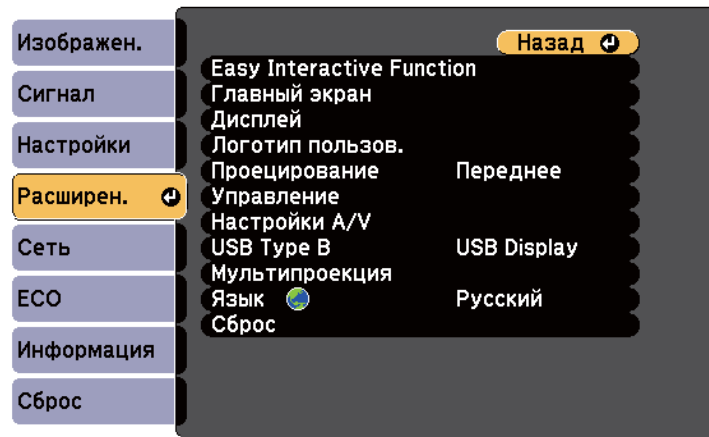 Изображен.
Сигнал
Настройки
Расширен.
Сеть
ECO
Информация
Сброс
Назад
Easy Interactive Function
Главный экран
Дисплей
Логотип пользов.
Проецирование Переднее
Управление
Настройки A/V
USB Type B USB Display
Мультипроекция
Язык Русский
Сброс